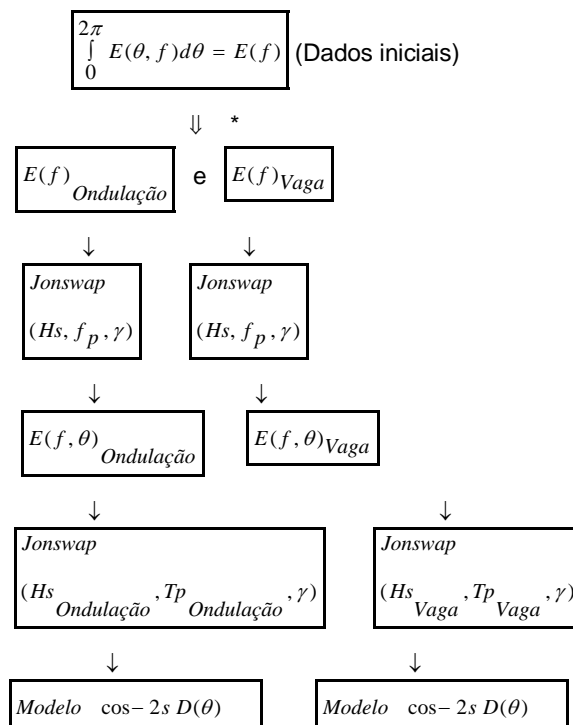 2π
∫ E(θ, f)dθ = E(f) (Dados iniciais)
0
⇓ *
E(f) Ondulação e E(f) Vaga
↓ ↓
Jonswap Jonswap
(Hs, f p , γ) (Hs, f p , γ)
↓ ↓
E(f, θ) Ondulação E(f, θ) Vaga
↓ ↓
Jonswap Jonswap
(Hs Ondulação , Tp Ondulação , γ) (Hs Vaga , Tp Vaga , γ)
↓ ↓
Modelo cos− 2s D(θ) Modelo cos− 2s D(θ)